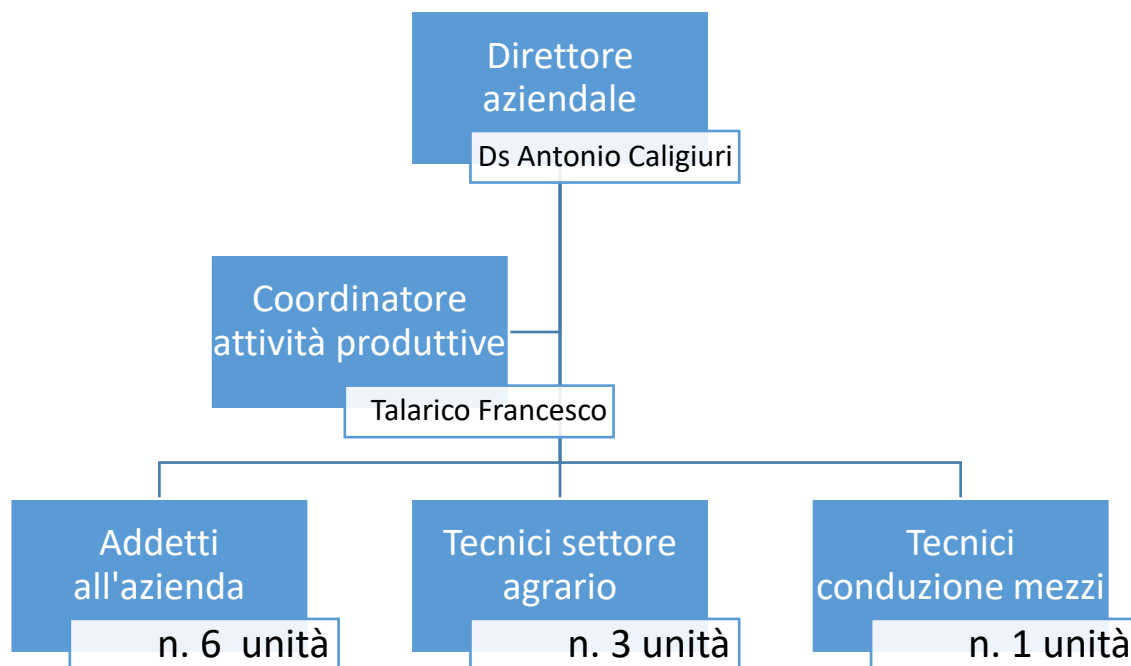 Direttore
aziendale
Ds Antonio Caligiuri
Coordinatore
attività produttive
Talarico Francesco
Addetti
all'azienda
n. 6 unità
Tecnici settore
agrario
n. 3 unità
Tecnici
conduzione mezzi
n. 1 unità